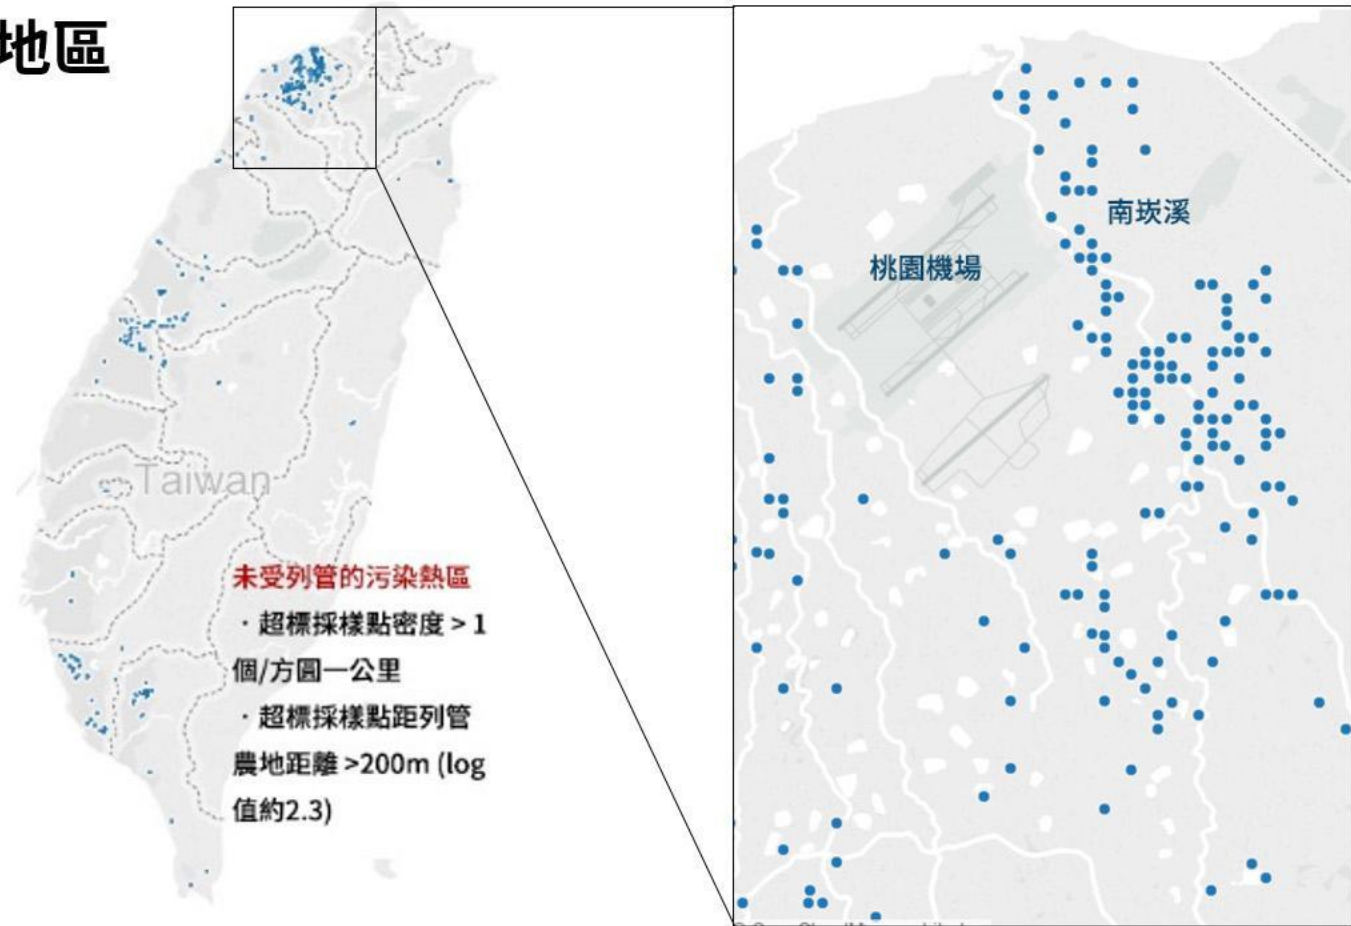 地區
南崁溪
桃園機場
Taiwan
未受列管的污染熱區
・超標採樣點密度 > 1
個/方圓一公里
・超標採樣點距列管
農地距離 >200m (log
值約2.3)